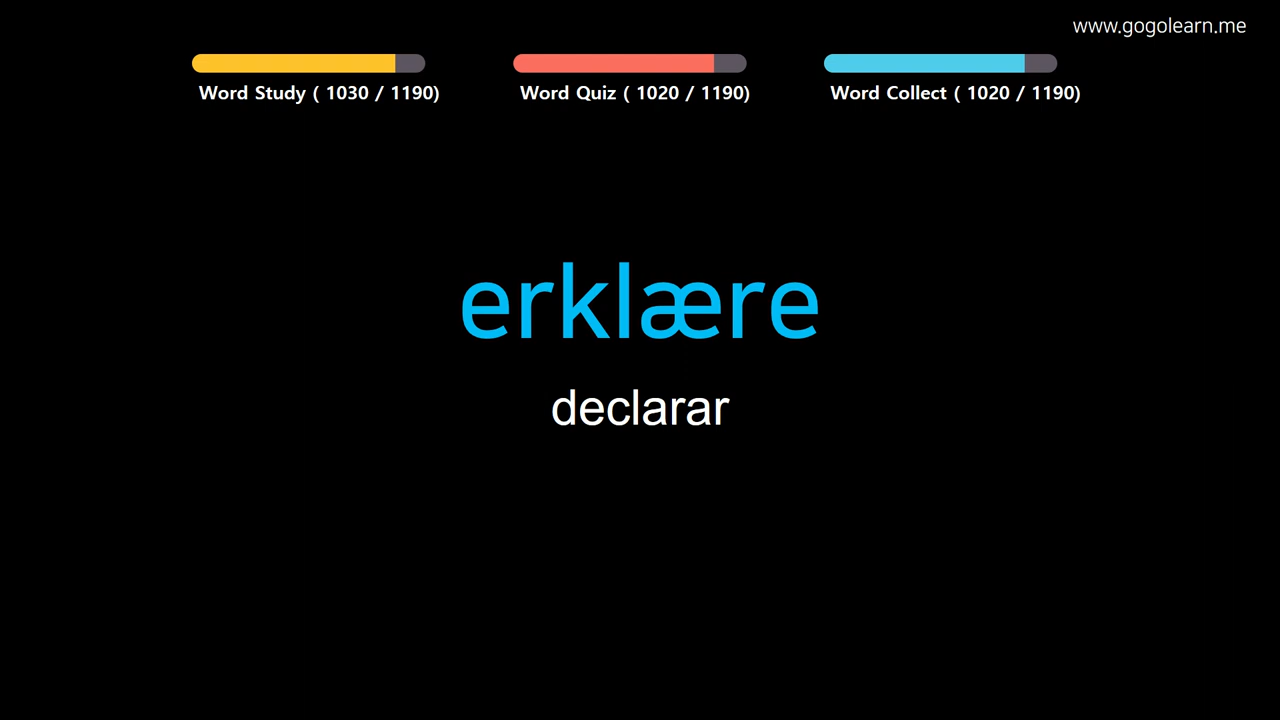 www.gogolearn.me
Word Study ( 1030 / 1190)
Word Quiz ( 1020 / 1190)
Word Collect ( 1020 / 1190)
erklære
declarar